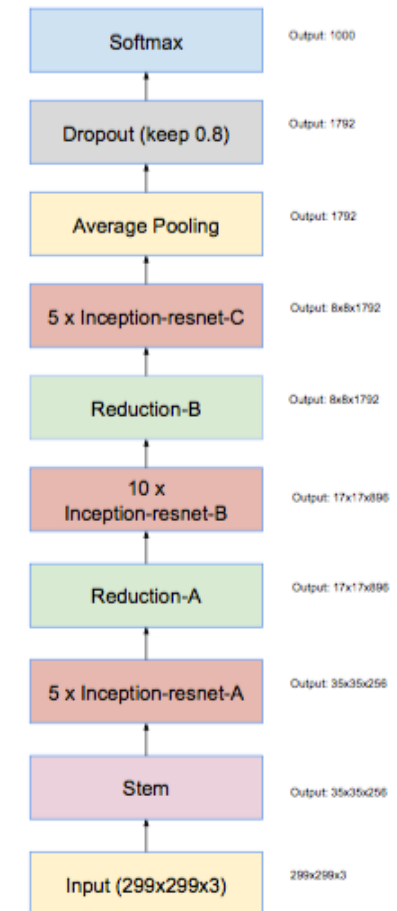 Softmax
Output: 1000
Dropout (keep 0.8)
Output: 1792
Average Pooling
Output: 1792
5 x Inception-resnet-C
Output: 8x8x1792
Reduction-B
Output: 8x8x1792
10 x
Inception-resnet-B
Output: 17x17x896
Reduction-A
Output: 17x17x896
5 x Inception-resnet-A
Output: 35x35x256
Stem
Output: 35x35x256
Input (299x299x3)
299x299x3